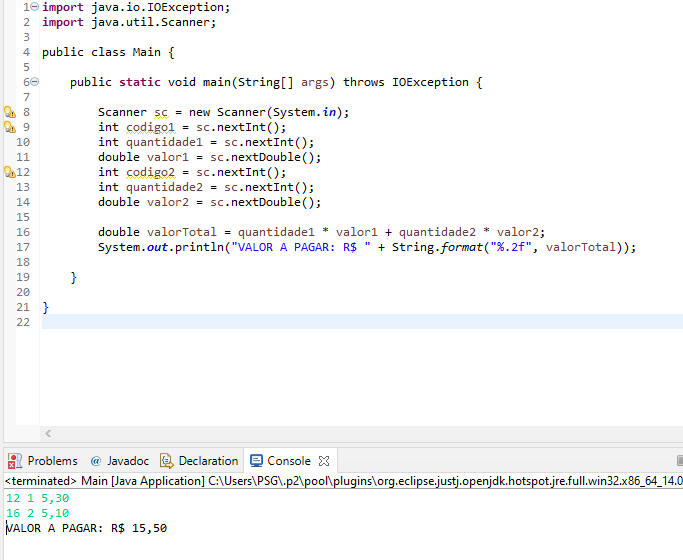 1 import java.io.IOException;
2 import java.util.Scanner;
3
4 public class Main {
5
6 public static void main(String[] args) throws IOException {
7
8 Scanner sc = new Scanner(System.in);
9 int codigo1 = sc.nextInt();
10 int quantidade1 = sc.nextInt();
11 double valor1 = sc.nextDouble();
12 int codigo2 = sc.nextInt();
13 int quantidade2 = sc.nextInt();
14 double valor2 = sc.nextDouble();
15
16 double valorTotal = quantidade1 * valor1 + quantidade2 * valor2;
17 System.out.println("VALOR A PAGAR: R$ " + String.format("%.2f", valorTotal));
18
19 }
20
21 }
22
Problems @ Javadoc Declaration Console
<terminated> Main [Java Application] C:\Users\PSG\.p2\pool\plugins\org.eclipse.justj.openjdk.hotspot.jre.full.win32.x86_64_14.0
12 1 5,30
16 2 5,10
VALOR A PAGAR: R$ 15,50